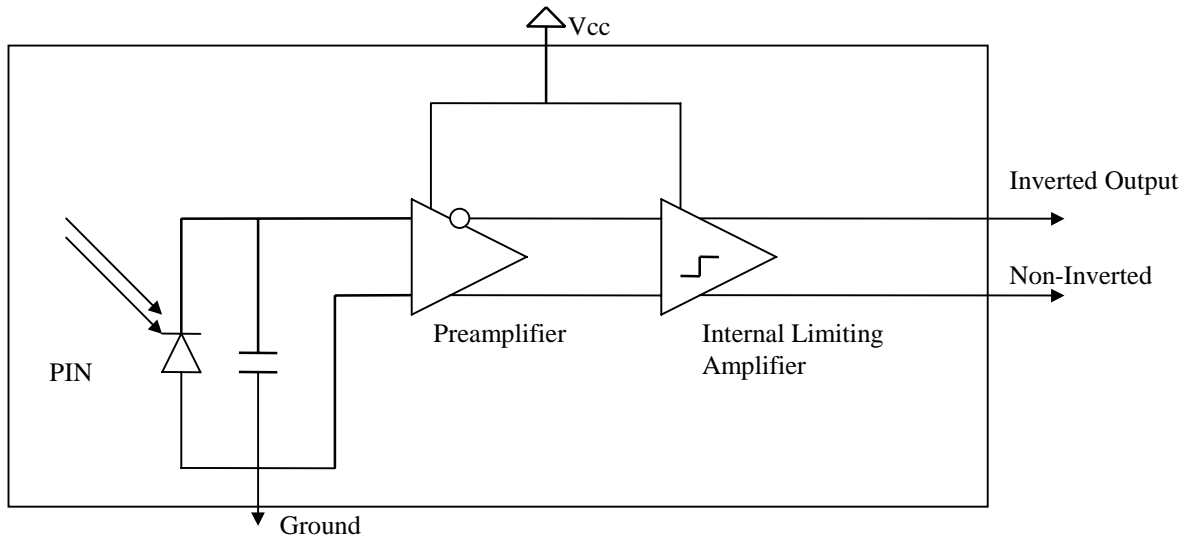 Vcc
Inverted Output
Non-Inverted
Preamplifier
Internal Limiting
Amplifier
PIN
Ground